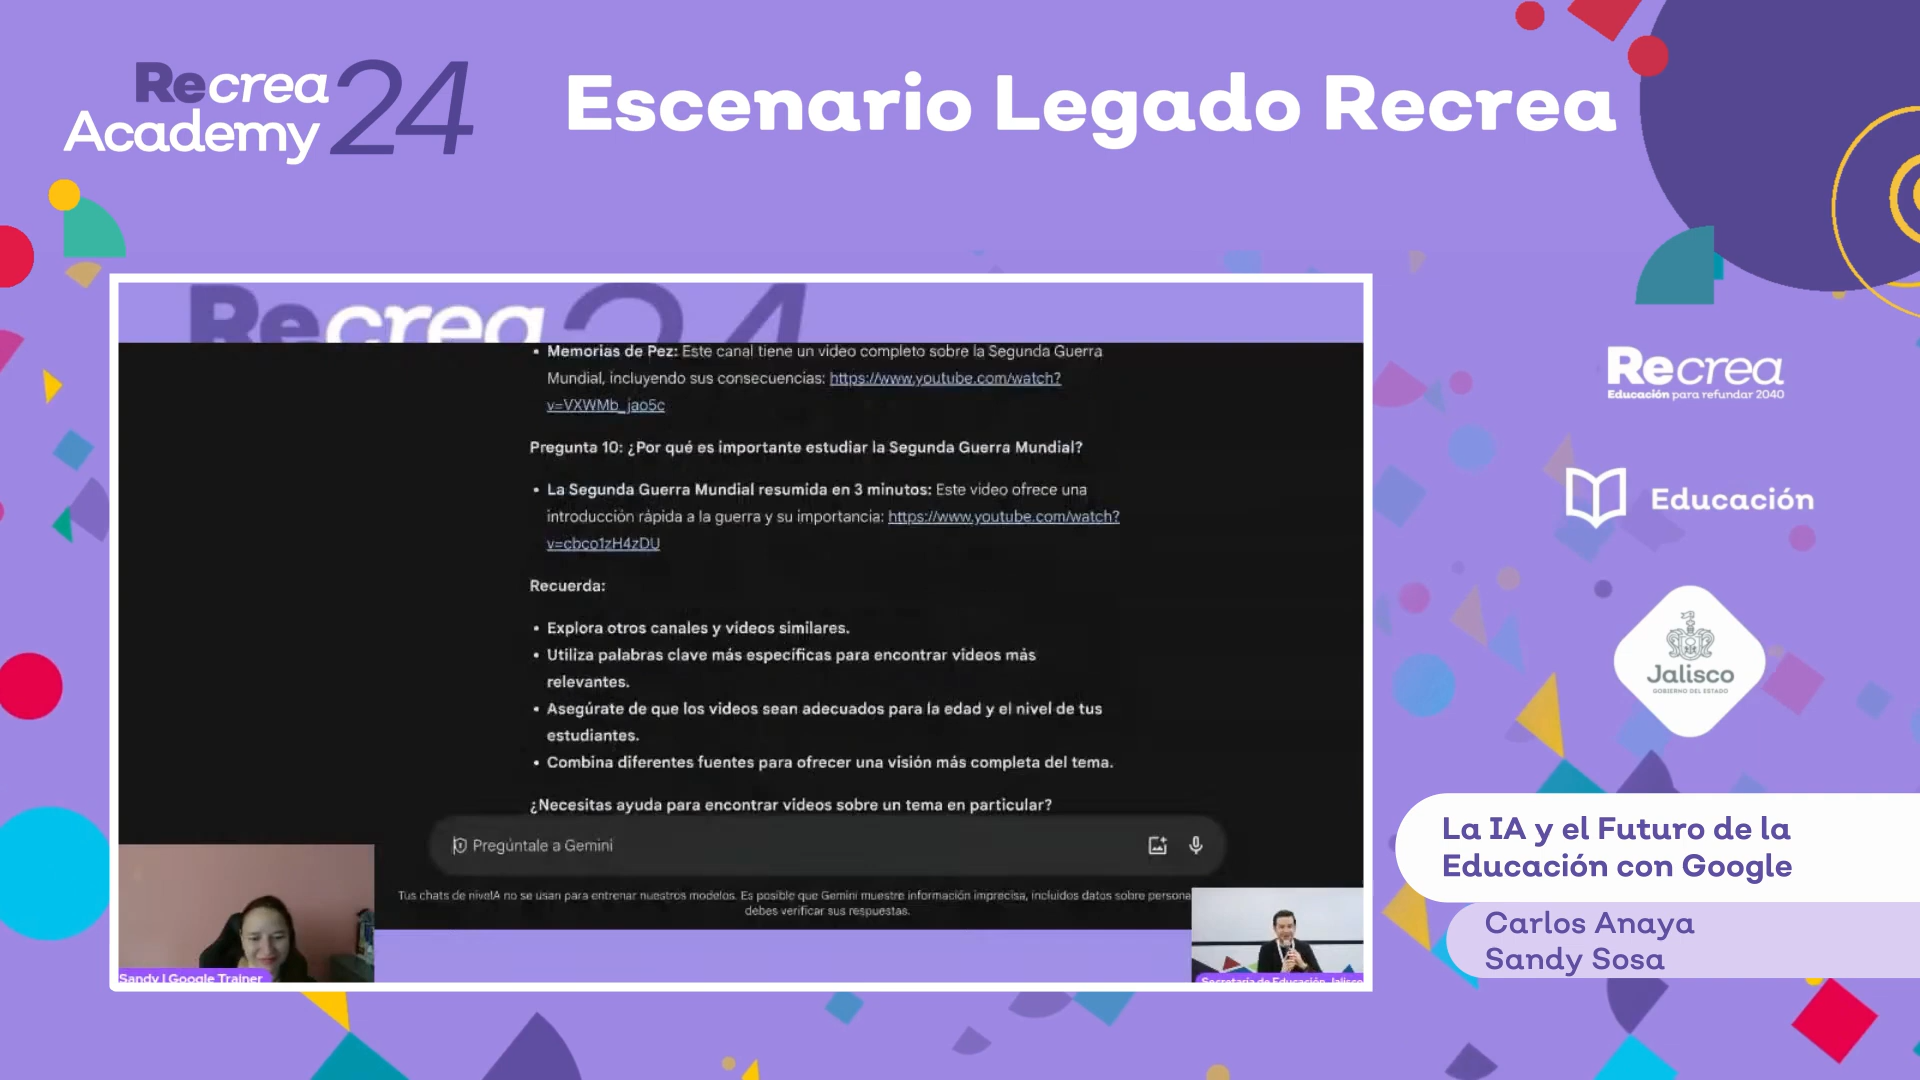 Recrea
Academy 24
Escenario Legado Recrea
Recrea 24
• Memorias de Pez: Este canal tiene un video completo sobre la Segunda Guerra
Mundial, incluyendo sus consecuencias: https://www.youtube.com/watch?
v=VXWMb_jao5c
Pregunta 10: ¿Por qué es importante estudiar la Segunda Guerra Mundial?
• La Segunda Guerra Mundial resumida en 3 minutos: Este video ofrece una
introducción rápida a la guerra y su importancia: https://www.youtube.com/watch?
v=cbco1zH4zDU
Recuerda:
• Explora otros canales y videos similares.
• Utiliza palabras clave más específicas para encontrar videos más
relevantes.
• Asegúrate de que los videos sean adecuados para la edad y el nivel de tus
estudiantes.
• Combina diferentes fuentes para ofrecer una visión más completa del tema.
¿Necesitas ayuda para encontrar videos sobre un tema en particular?
Pregúntale a Gemini
Tus chats de nivelA no se usan para entrenar nuestros modelos. Es posible que Gemini muestre información imprecisa, incluidos datos sobre persona
debes verificar sus respuestas.
Sandy | Google Trainer
Secretaría de Educación Jalisco
Recrea
Educación para refundar 2040
Educación
Jalisco
GOBIERNO DEL ESTADO
La IA y el Futuro de la
Educación con Google
Carlos Anaya
Sandy Sosa